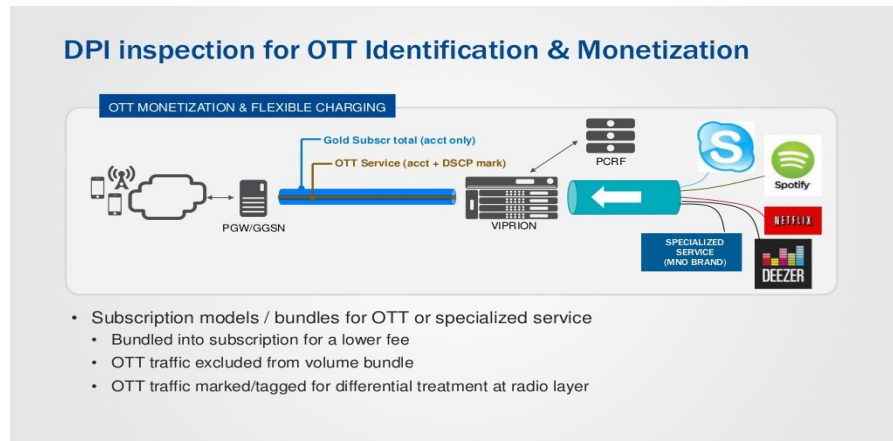 DPI inspection for OTT Identification & Monetization
OTT MONETIZATION & FLEXIBLE CHARGING
Gold Subscr total (acct only)
OTT Service (acct + DSCP mark)
PCRF
Spotify
PGW/GGSN
VIPRION
NETFLIX
SPECIALIZED
SERVICE
(MNO BRAND)
DEEZER
• Subscription models / bundles for OTT or specialized service
• Bundled into subscription for a lower fee
• OTT traffic excluded from volume bundle
• OTT traffic marked/tagged for differential treatment at radio layer